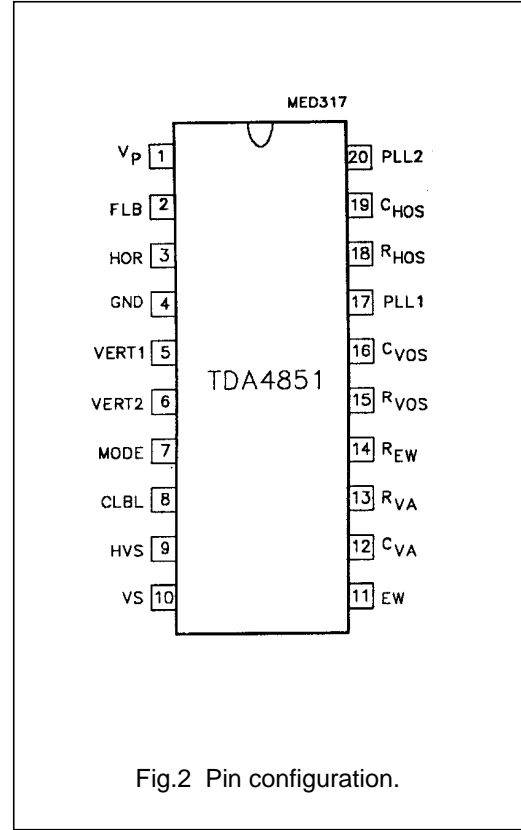 MED317
VP 1
FLB 2
HOR 3
GND 4
VERT1 5
VERT2 6
MODE 7
CLBL 8
HVS 9
VS 10
TDA4851
20 PLL2
19 CHOS
18 RHOS
17 PLL1
16 CVOS
15 RVOS
14 REW
13 RVA
12 CVA
11 EW
Fig.2 Pin configuration.